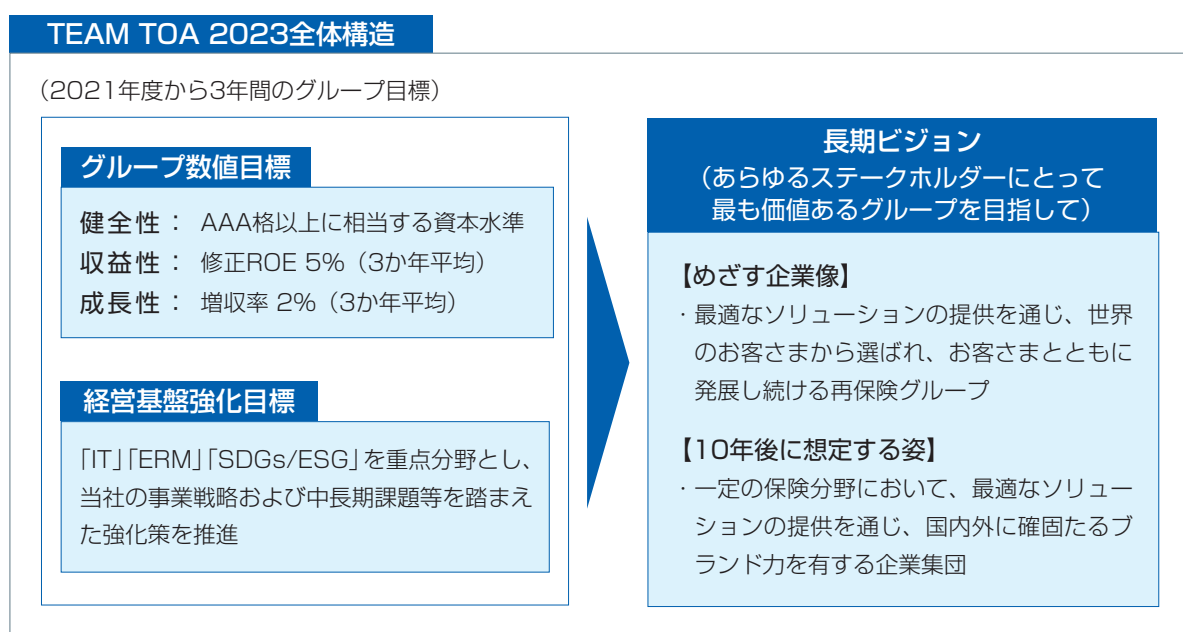 TEAM TOA 2023全体構造
（2021年度から3年間のグループ目標）
グループ数値目標
健全性： AAA格以上に相当する資本水準
収益性： 修正ROE 5%（3か年平均）
成長性： 増収率 2%（3か年平均）
経営基盤強化目標
「IT」「ERM」「SDGs/ESG」を重点分野とし、
当社の事業戦略および中長期課題等を踏まえ
た強化策を推進
長期ビジョン
（あらゆるステークホルダーにとって
最も価値あるグループを目指して）
【めざす企業像】
・最適なソリューションの提供を通じ、世界
のお客さまから選ばれ、お客さまとともに
発展し続ける再保険グループ
【10年後に想定する姿】
・一定の保険分野において、最適なソリュー
ションの提供を通じ、国内外に確固たるブ
ランド力を有する企業集団